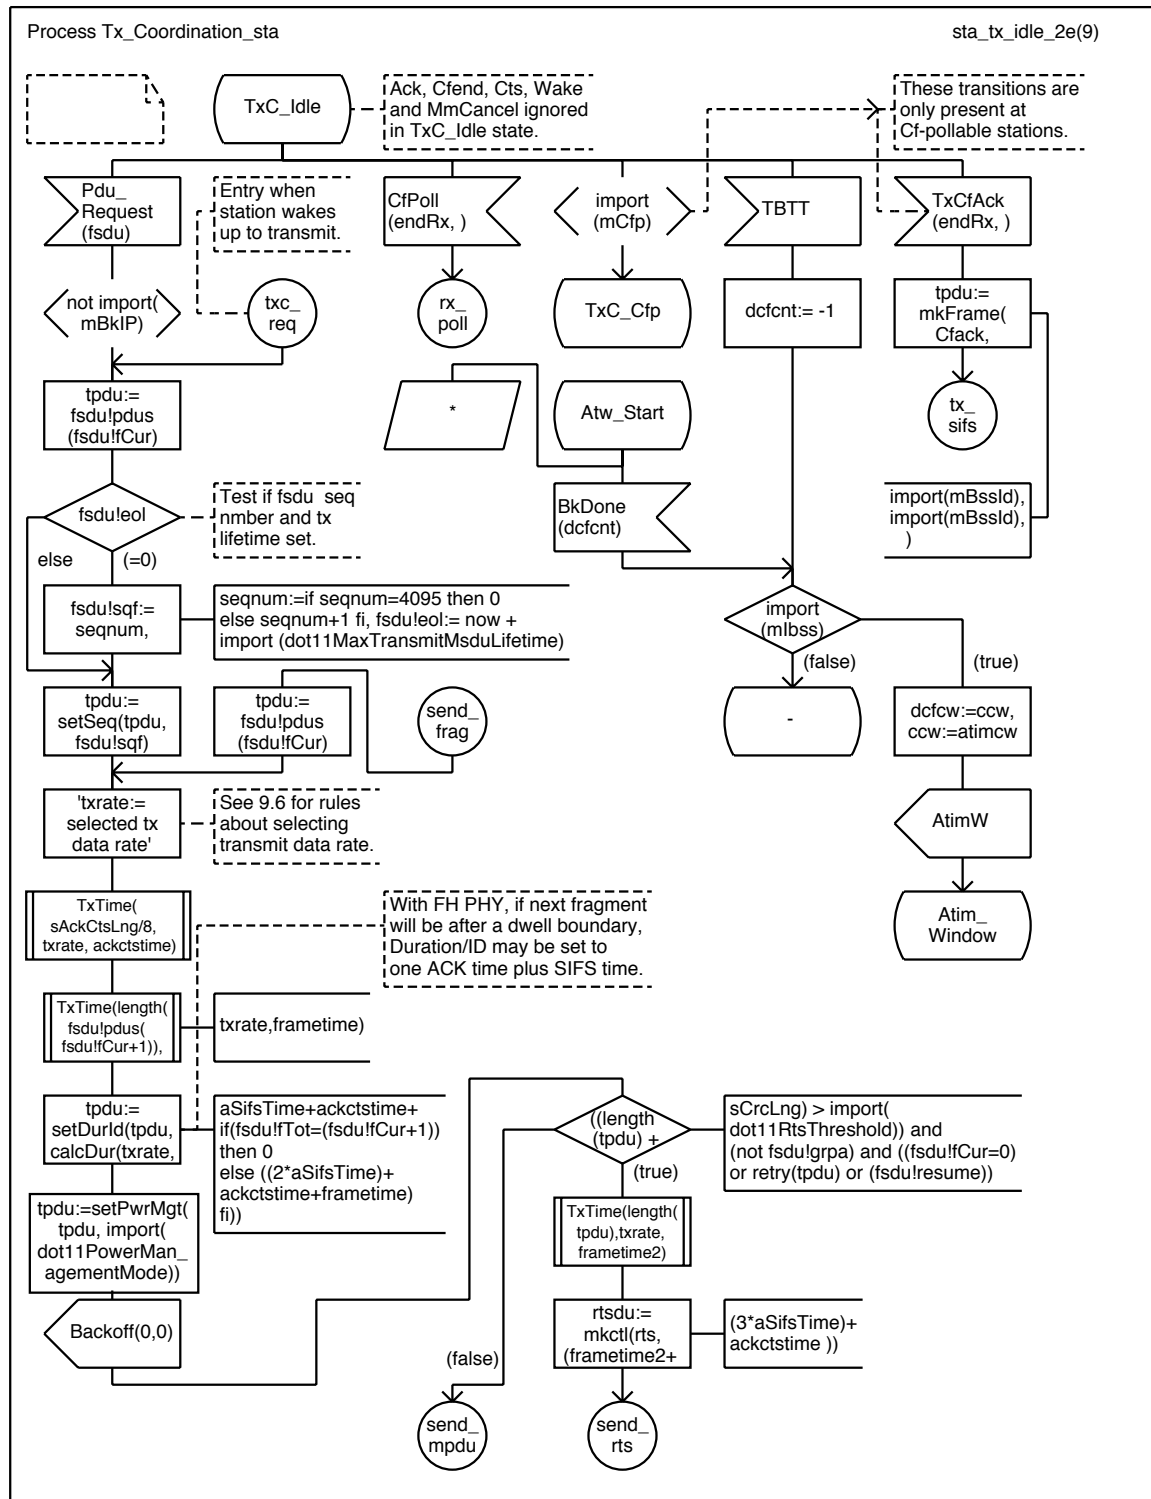 Process Tx_Coordination_sta
sta_tx_idle_2e(9)
TxC_Idle
Ack, Cfend, Cts, Wake
and MmCancel ignored
in TxC_Idle state.
These transitions are
only present at
Cf-pollable stations.
Pdu_
Request
(fsdu)
Entry when
station wakes
up to transmit.
CfPoll
(endRx, )
import
(mCfp)
TBTT
TxCfAck
(endRx, )
not import(
mBkIP)
txc_
req
rx_
poll
TxC_Cfp
dcfcnt:= -1
tpdu:=
mkFrame(
Cfack,
tpdu:=
fsdu!pdus
(fsdu!fCur)
*
Atw_Start
tx_
sifs
fsdu!eol
Test if fsdu  seq
nmber and tx
lifetime set.
BkDone
(dcfcnt)
import(mBssId),
import(mBssId),
)
else
(=0)
fsdu!sqf:=
seqnum,
seqnum:=if seqnum=4095 then 0
else seqnum+1 fi, fsdu!eol:= now +
import (dot11MaxTransmitMsduLifetime)
import
(mIbss)
(false)
(true)
tpdu:=
setSeq(tpdu,
fsdu!sqf)
tpdu:=
fsdu!pdus
(fsdu!fCur)
send_
frag
-
dcfcw:=ccw,
ccw:=atimcw
'txrate:=
selected tx
data rate'
See 9.6 for rules
about selecting
transmit data rate.
AtimW
TxTime(
sAckCtsLng/8,
txrate, ackctstime)
With FH PHY, if next fragment
will be after a dwell boundary,
Duration/ID may be set to
one ACK time plus SIFS time.
Atim_
Window
TxTime(length(
fsdu!pdus(
fsdu!fCur+1)),
txrate,frametime)
tpdu:=
setDurId(tpdu,
calcDur(txrate,
aSifsTime+ackctstime+
if(fsdu!fTot=(fsdu!fCur+1))
then 0
else ((2*aSifsTime)+
ackctstime+frametime)
fi))
((length
(tpdu) +
sCrcLng) > import(
dot11RtsThreshold)) and
(not fsdu!grpa) and ((fsdu!fCur=0)
or retry(tpdu) or (fsdu!resume))
(true)
tpdu:=setPwrMgt(
tpdu, import(
dot11PowerMan_
agementMode))
TxTime(length(
tpdu),txrate,
frametime2)
Backoff(0,0)
rtsdu:=
mkctl(rts,
(frametime2+
(3*aSifsTime)+
ackctstime ))
(false)
send_
mpdu
send_
rts